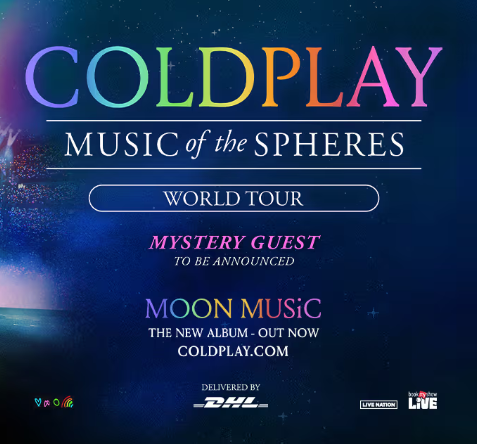 COLDPLAY
MUSIC of the SPHERES
WORLD TOUR
MYSTERY GUEST
TO BE ANNOUNCED
MOON MUSiC
THE NEW ALBUM - OUT NOW
COLDPLAY.COM
DELIVERED BY
DHL
LIVE NATION
book my show
LiVE